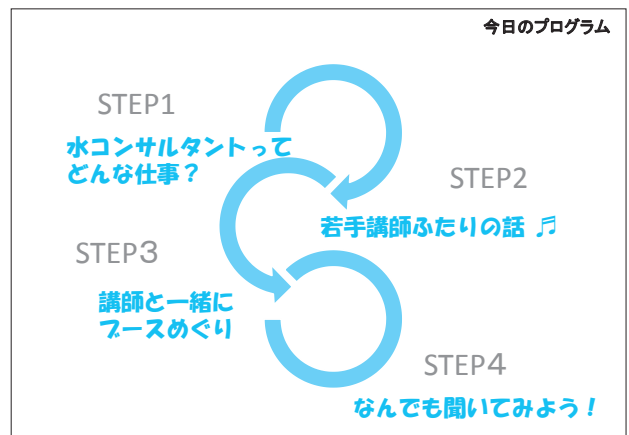 今日のプログラム
STEP1
水コンサルタントって
どんな仕事？
STEP2
若手講師ふたりの話 ♬
STEP３
講師と一緒に
ブースめぐり
STEP４
なんでも聞いてみよう！